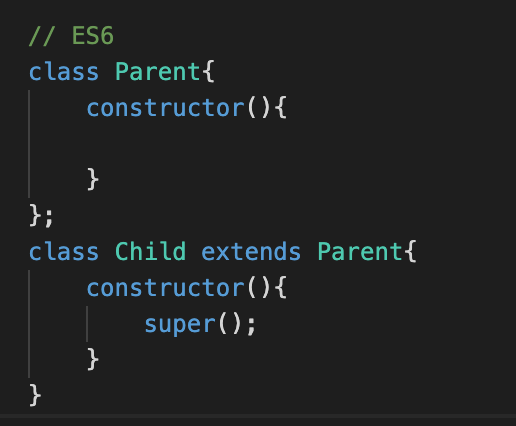 // ES6
class Parent{
    constructor(){

    }
};
class Child extends Parent{
    constructor(){
        super();
    }
}